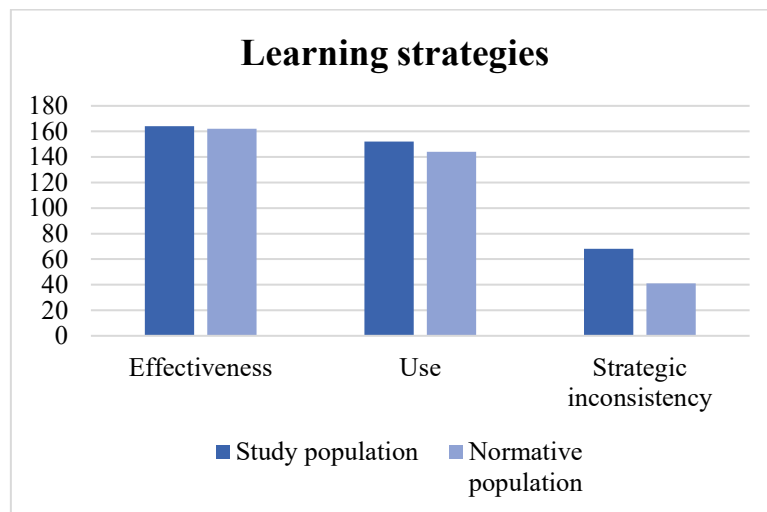 Learning strategies
180
160
140
120
100
80
60
40
20
0
Effectiveness
Use
Strategic
inconsistency
Study population
Normative
population